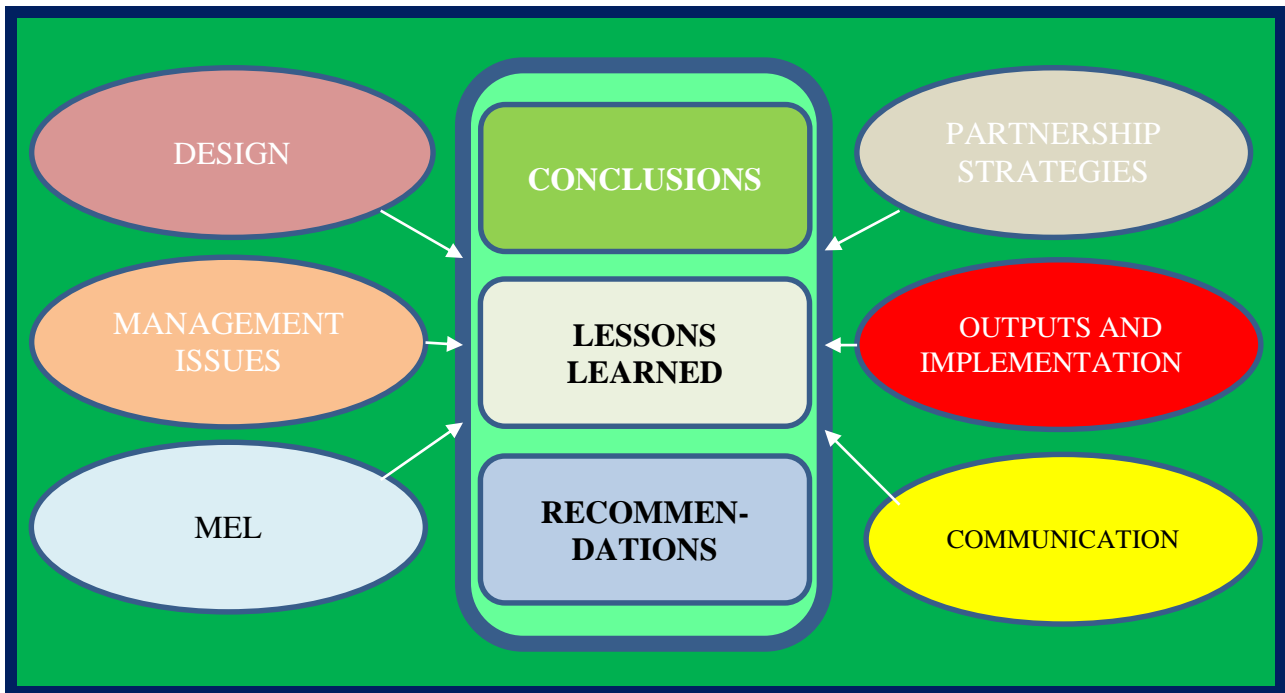 DESIGN
MANAGEMENT
ISSUES
MEL
CONCLUSIONS
LESSONS
LEARNED
RECOMMEN-
DATIONS
PARTNERSHIP
STRATEGIES
OUTPUTS AND
IMPLEMENTATION
COMMUNICATION